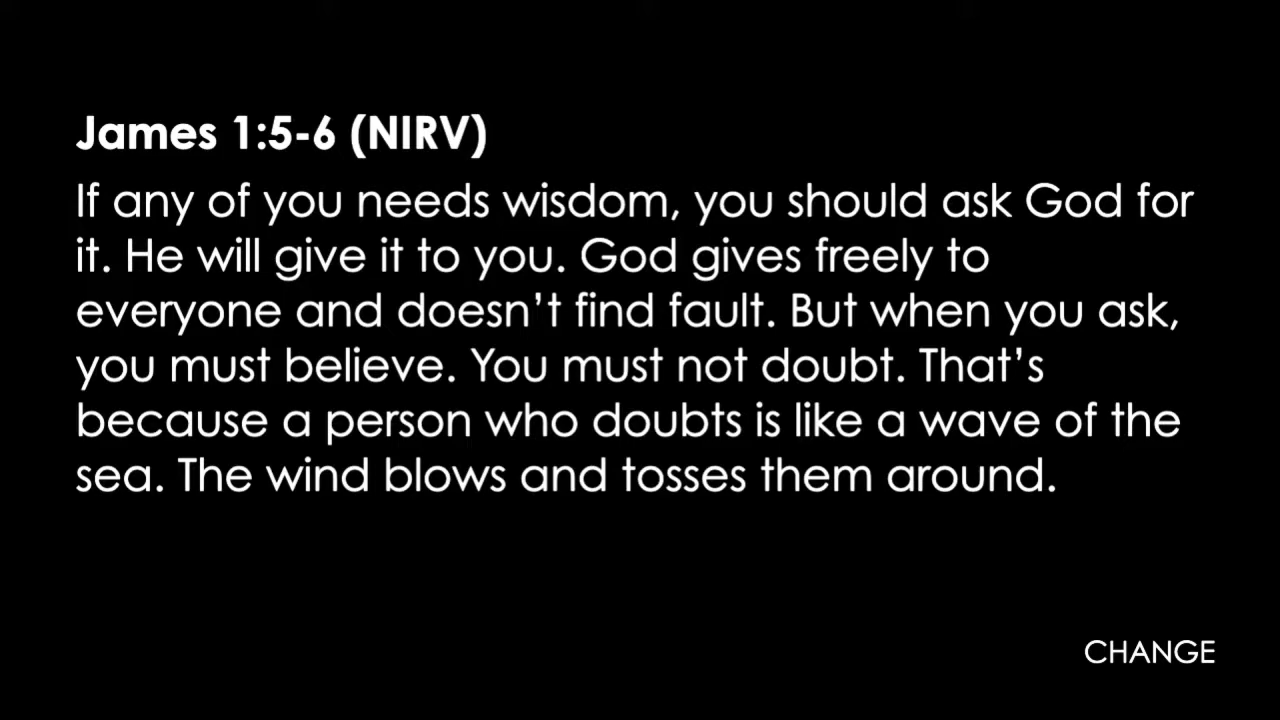 James 1:5-6 (NIRV)
If any of you needs wisdom, you should ask God for
it. He will give it to you. God gives freely to
everyone and doesn’t find fault. But when you ask,
you must believe. You must not doubt. That’s
because a person who doubts is like a wave of the
sea. The wind blows and tosses them around.
CHANGE